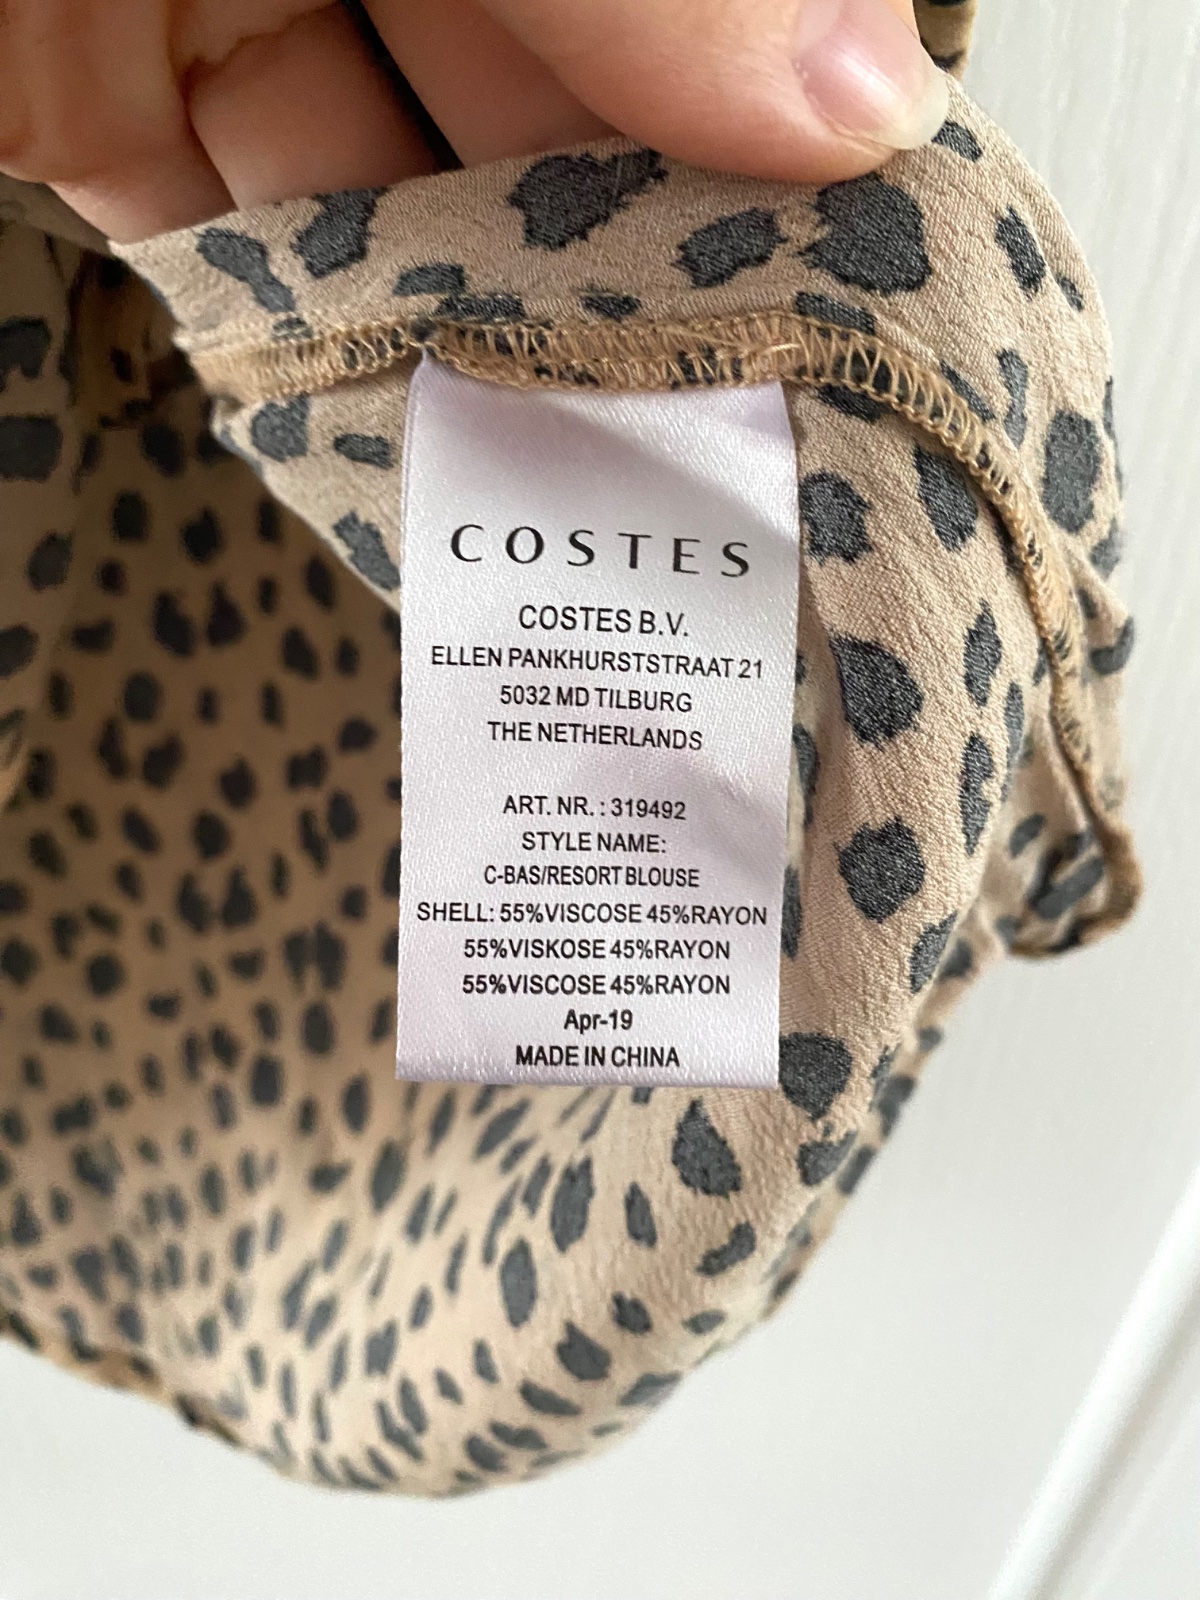 COSTES
COSTES B.V.
ELLEN PANKHURSTSTRAAT 21
5032 MD TILBURG
THE NETHERLANDS
ART. NR. : 319492
STYLE NAME:
C-BAS/RESORT BLOUSE
SHELL: 55%VISCOSE 45%RAYON
55%VISKOSE 45%RAYON
55%VISCOSE 45%RAYON
Apr-19
MADE IN CHINA